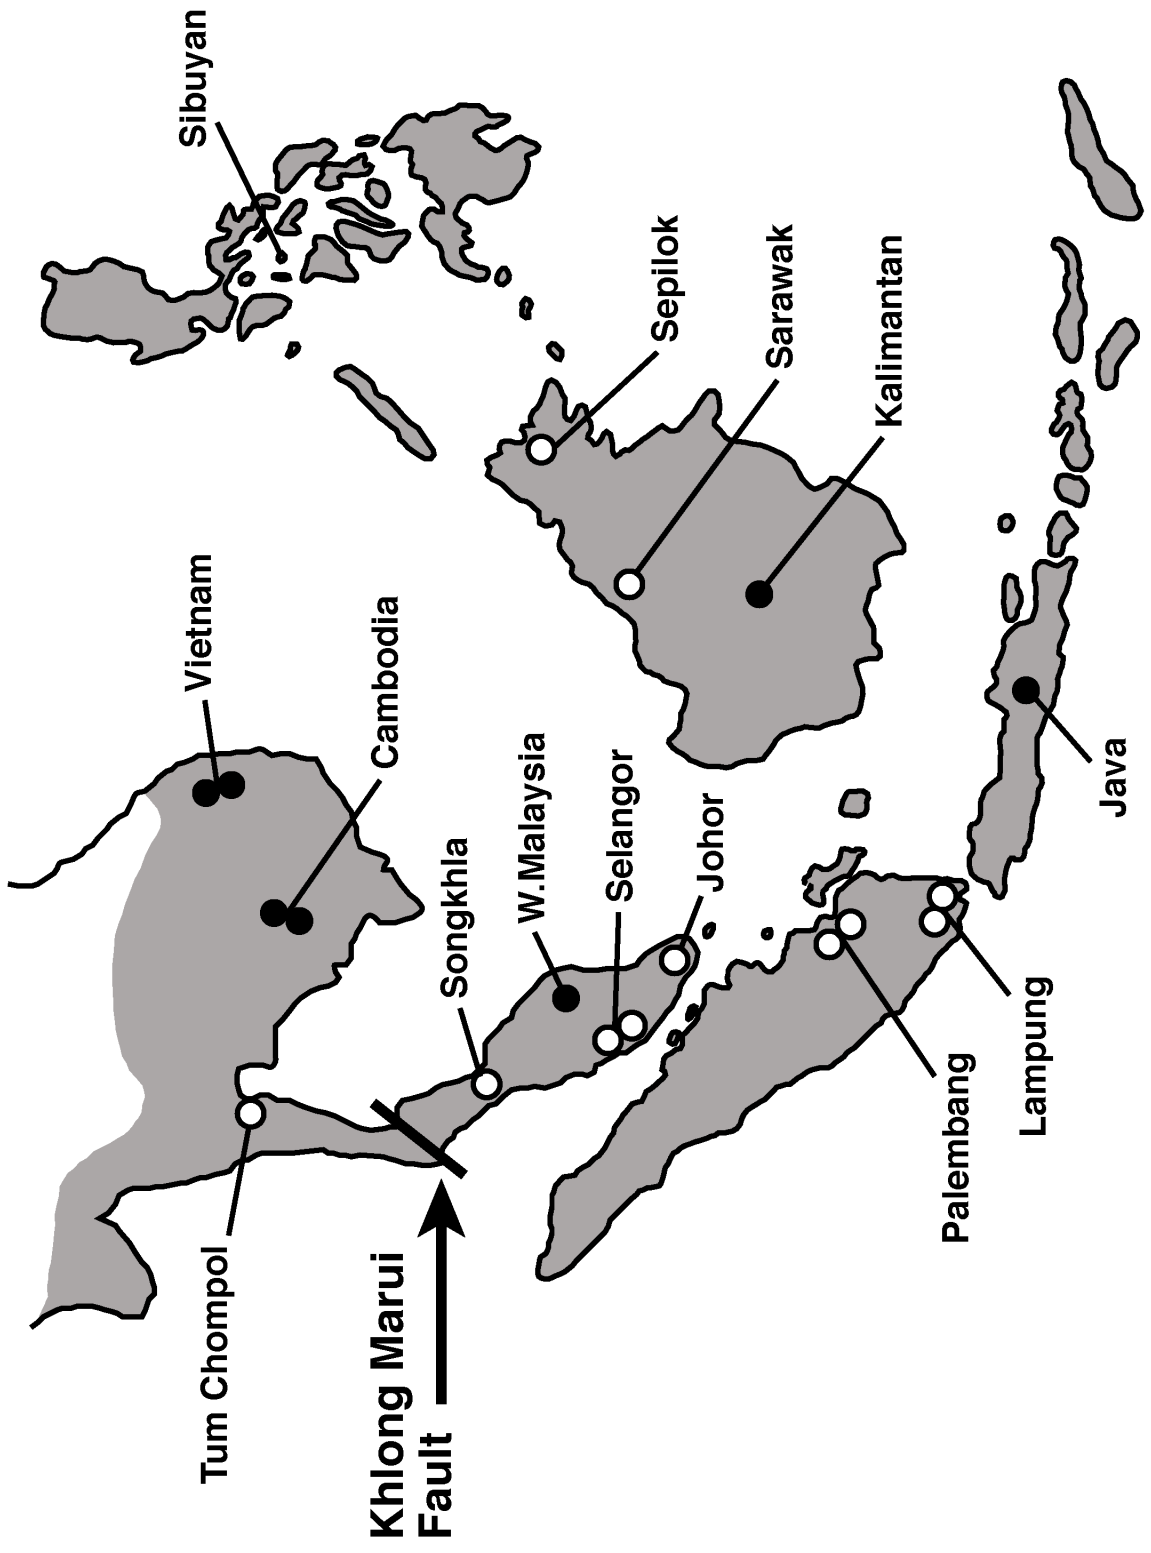 Sibuyan
Vietnam
Cambodia
Sepilok
Sarawak
Kalimantan
Songkhla
W.Malaysia
Selangor
Johor
Java
Tum Chompol
Khlong Marui
Fault
Palembang
Lampung